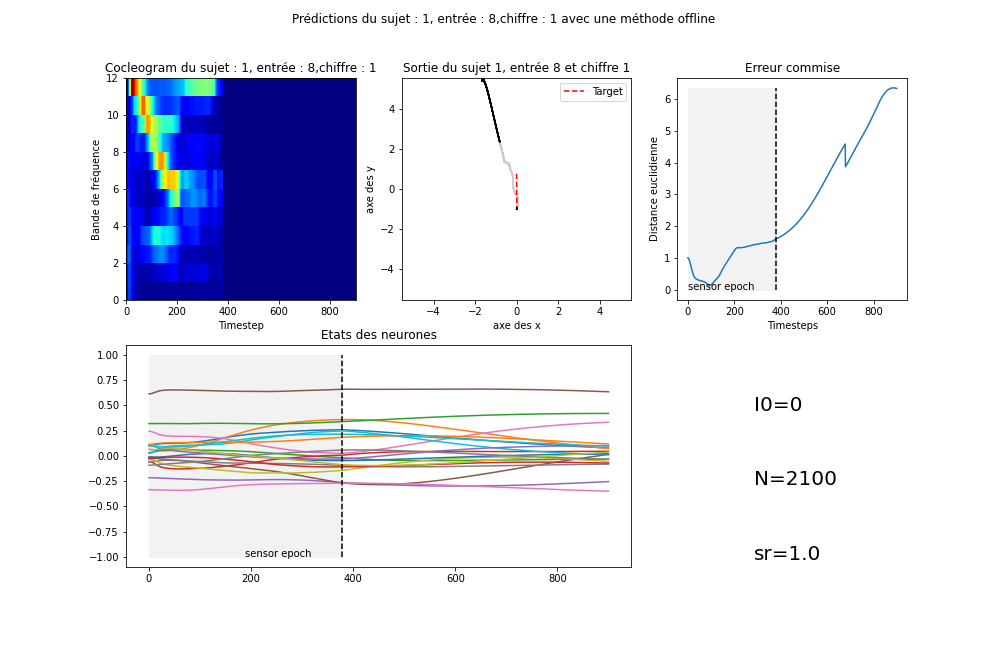 Prédictions du sujet : 1, entrée : 8,chiffre : 1 avec une méthode offline
Cocleogram du sujet : 1, entrée : 8,chiffre : 1
12
10
8
6
4
2
0
Bande de fréquence
0 200 400 600 800
Timestep
Sortie du sujet 1, entrée 8 et chiffre 1
Target
4
2
0
−2
−4
axe des y
−4 −2 0 2 4
axe des x
Erreur commise
6
5
4
3
2
1
0
Distance euclidienne
sensor epoch
0 200 400 600 800
Timesteps
Etats des neurones
1.00
0.75
0.50
0.25
0.00
−0.25
−0.50
−0.75
−1.00
sensor epoch
0 200 400 600 800
I0=0
N=2100
sr=1.0